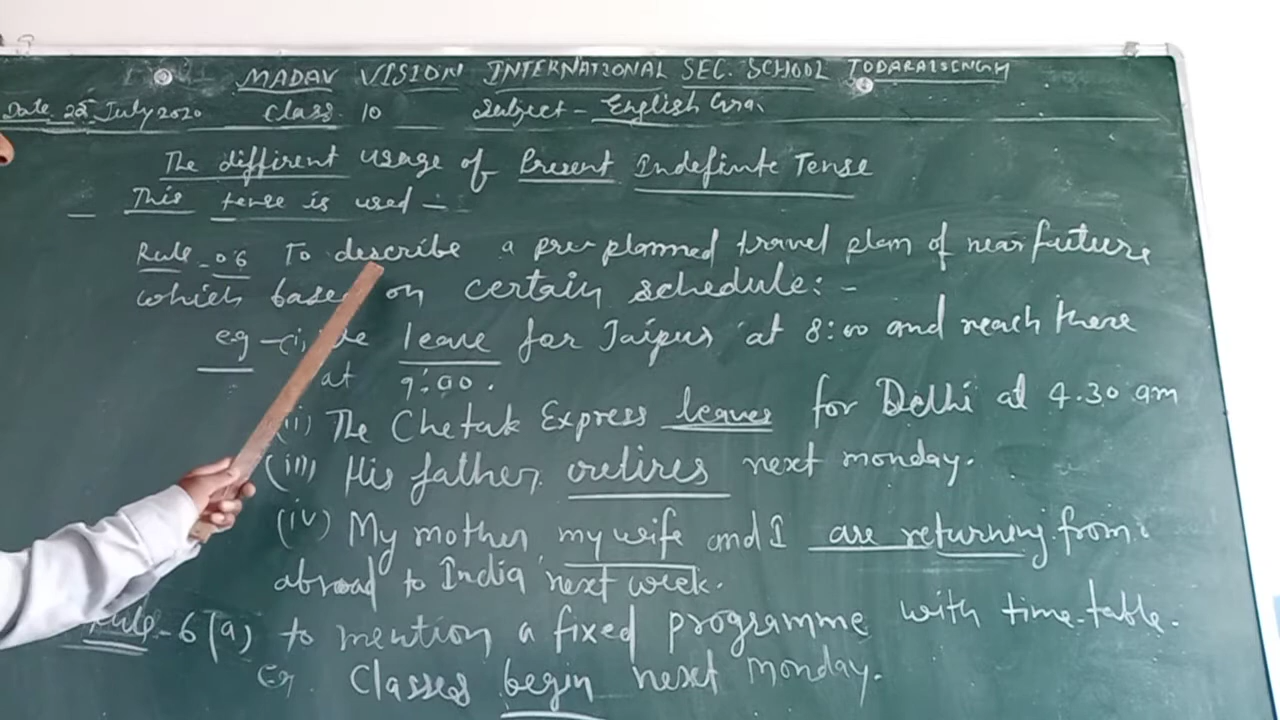 MADAV VISION INTERNATIONAL SEC. SCHOOL TODARAISINGH
Date 25 July 2020 Class 10 Subject - English Gra.
The diffirent usage of Present Indefinite Tense
This tense is used :-
Rule - 06 To describe a pre-planned travel plan of near future
which based on certain schedule: -
eg - (i) leave for Jaipur at 8:00 and reach there
at 9:00.
(ii) The Chetak Express leaves for Delhi at 4.30 am
(iii) His father retires next monday.
(iv) My mother, my wife and I are returning from
abroad to India next week.
Rule - 6 (a) to mention a fixed programme with time-table.
Eg. Classes begin next Monday.